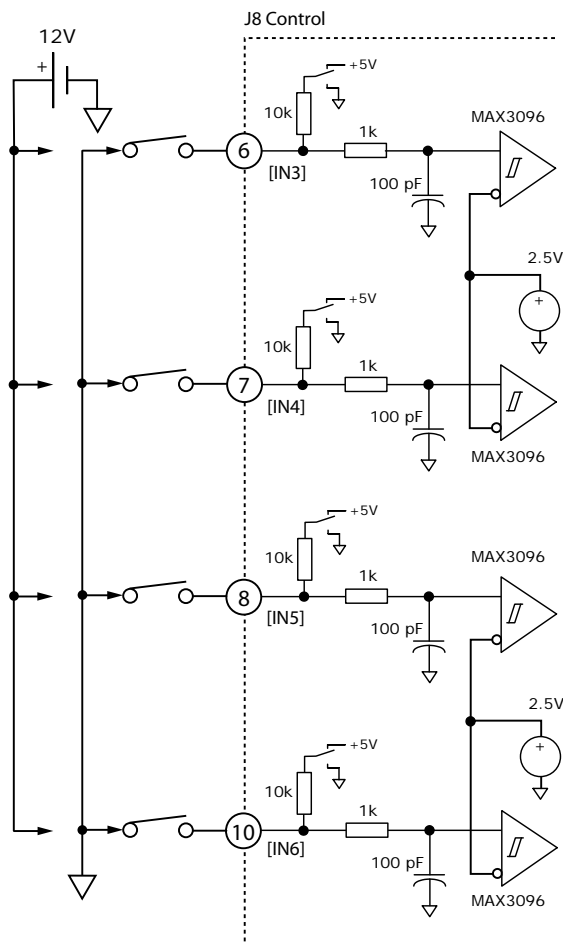 J8 Control
12V
+
+5V
10k
1k
MAX3096
6
[IN3]
100 pF
2.5V
+
+5V
10k
1k
7
[IN4]
100 pF
MAX3096
+5V
10k
1k
MAX3096
8
[IN5]
100 pF
2.5V
+
+5V
10k
1k
10
[IN6]
100 pF
MAX3096